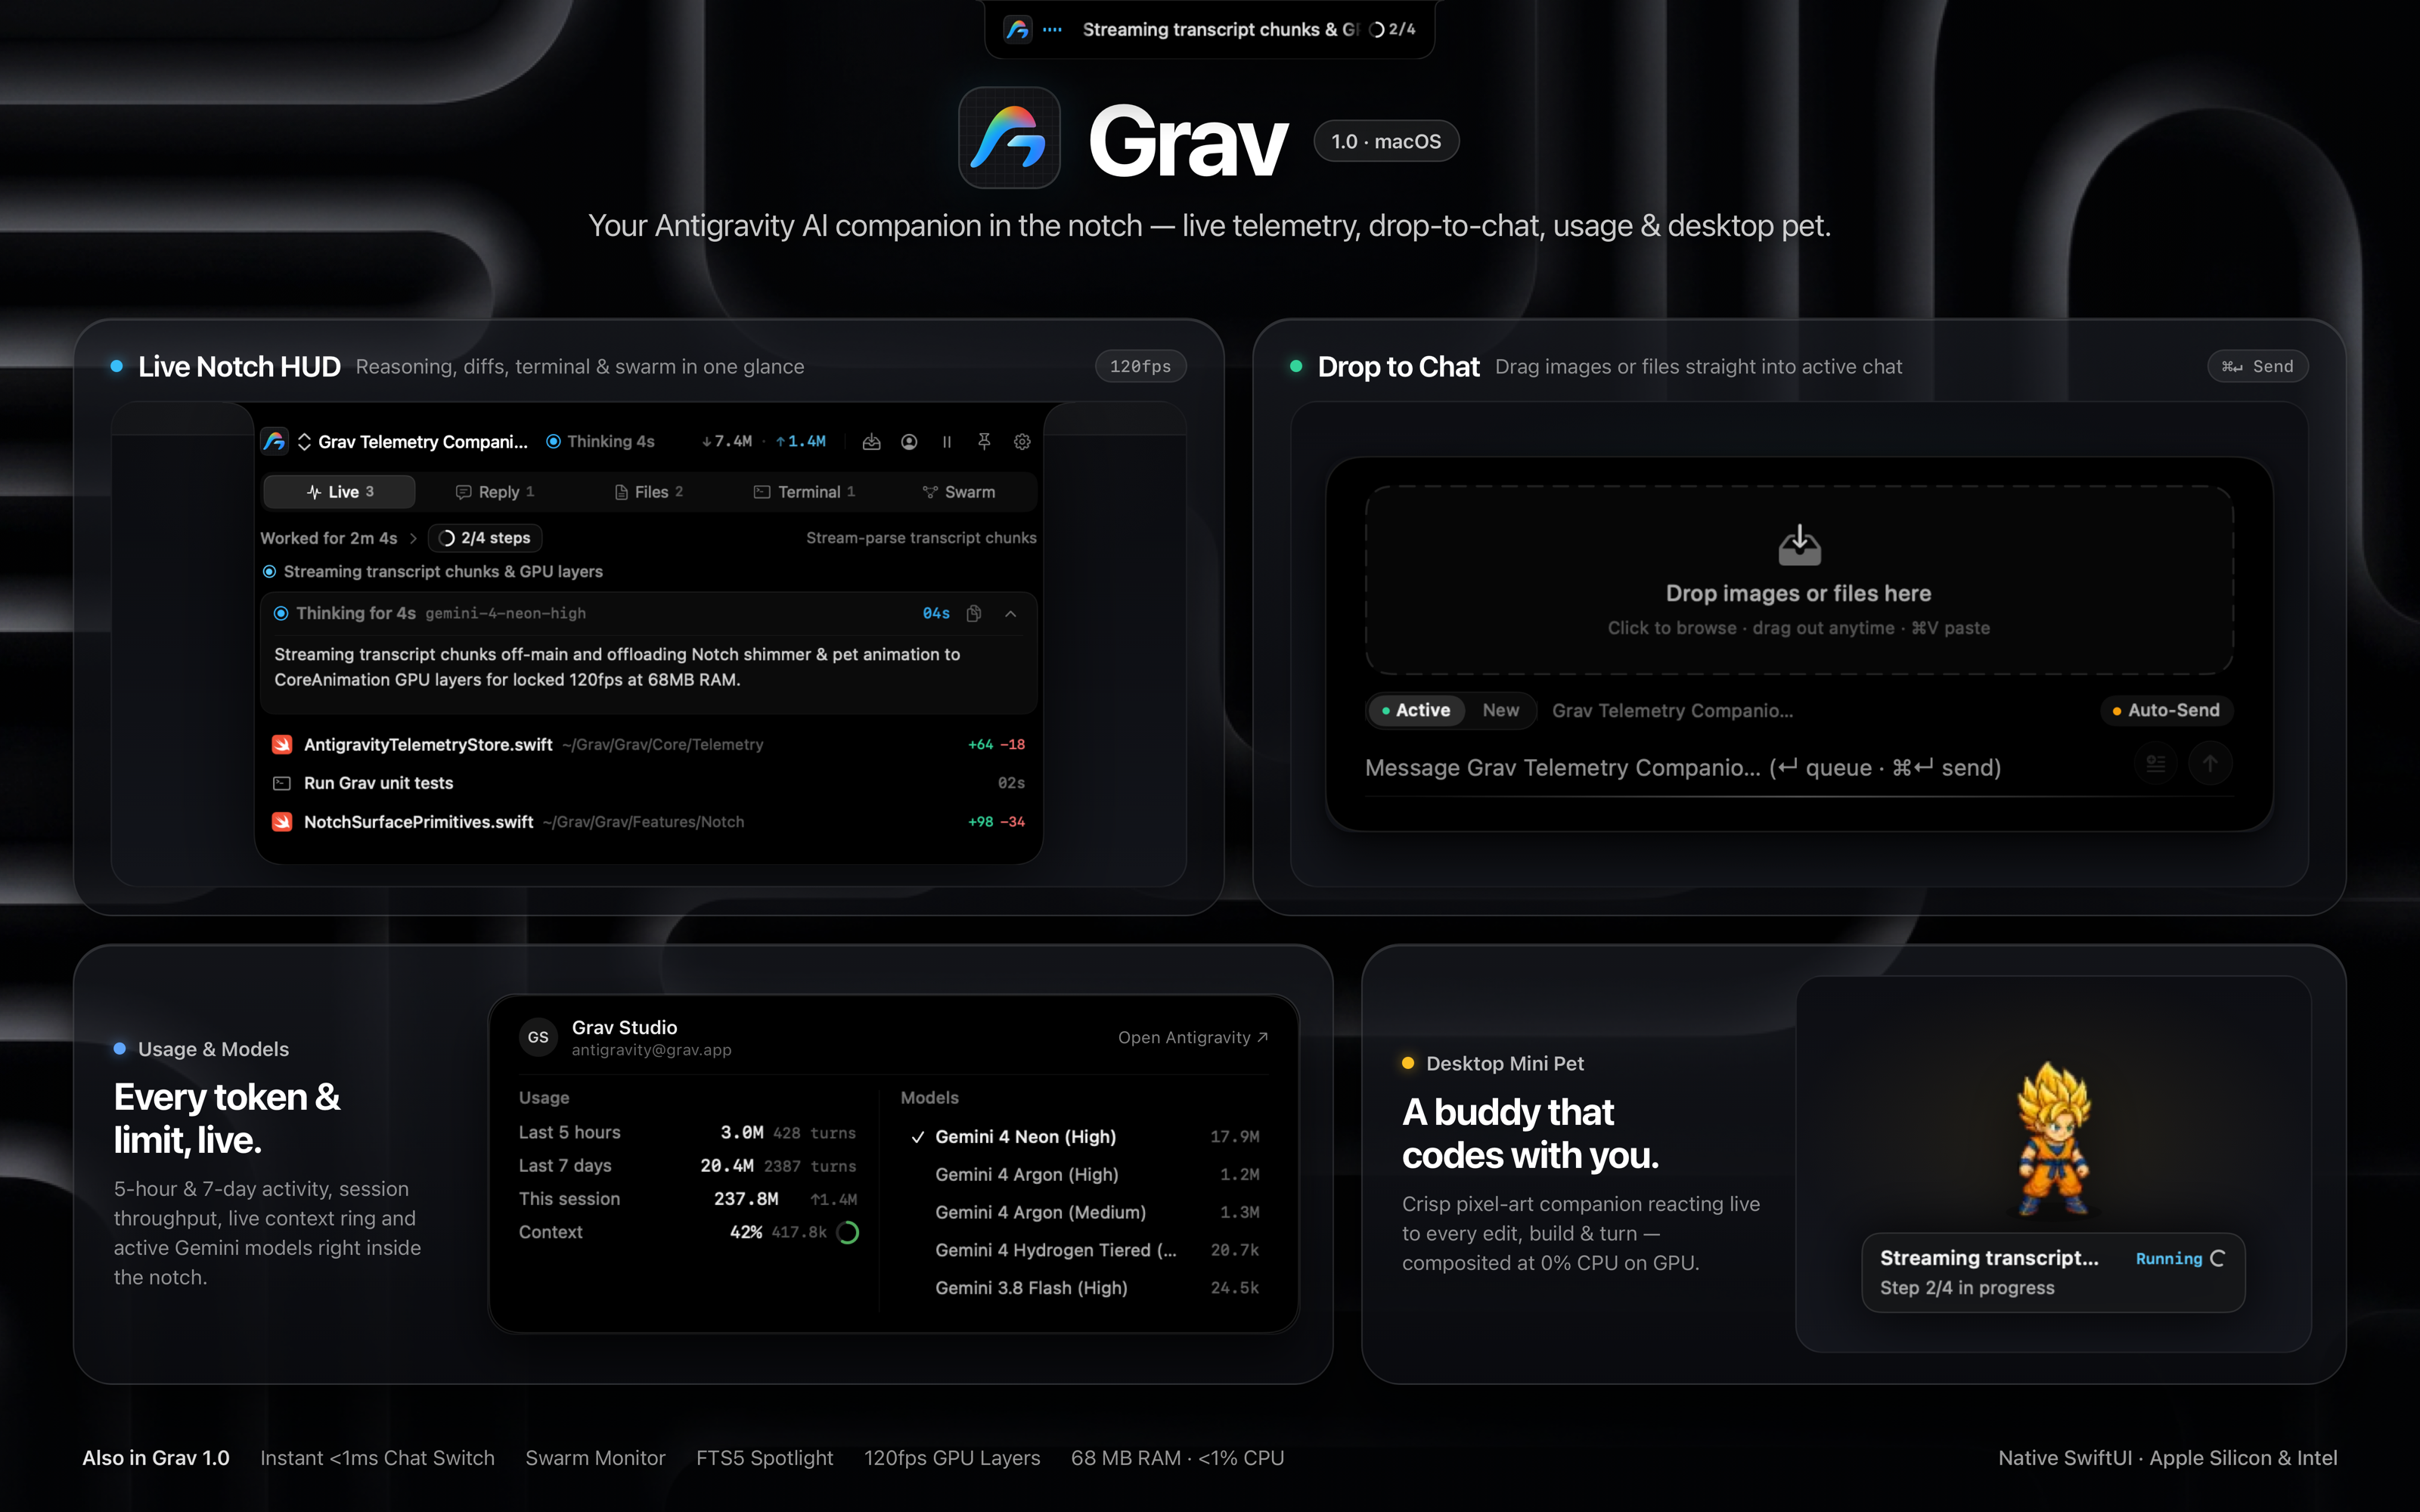 Streaming transcript chunks & G 2/4
Grav 1.0 · macOS
Your Antigravity AI companion in the notch — live telemetry, drop-to-chat, usage & desktop pet.
Live Notch HUD Reasoning, diffs, terminal & swarm in one glance 120fps
Grav Telemetry Compani... Thinking 4s ↓7.4M · ↑1.4M
Live 3 Reply 1 Files 2 Terminal 1 Swarm
Worked for 2m 4s > 2/4 steps Stream-parse transcript chunks
Streaming transcript chunks & GPU layers
Thinking for 4s gemini-4-neon-high 04s
Streaming transcript chunks off-main and offloading Notch shimmer & pet animation to
CoreAnimation GPU layers for locked 120fps at 68MB RAM.
AntigravityTelemetryStore.swift ~/Grav/Grav/Core/Telemetry +64 −18
Run Grav unit tests 02s
NotchSurfacePrimitives.swift ~/Grav/Grav/Features/Notch +98 −34
Drop to Chat Drag images or files straight into active chat ⌘↵ Send
Drop images or files here
Click to browse · drag out anytime · ⌘V paste
Active New Grav Telemetry Companio... Auto-Send
Message Grav Telemetry Companio... (↵ queue · ⌘↵ send)
Usage & Models
Every token &
limit, live.
5-hour & 7-day activity, session
throughput, live context ring and
active Gemini models right inside
the notch.
GS Grav Studio
antigravity@grav.app
Open Antigravity ↗
Usage
Last 5 hours 3.0M 428 turns
Last 7 days 20.4M 2387 turns
This session 237.8M ↑1.4M
Context 42% 417.8k
Models
✓ Gemini 4 Neon (High) 17.9M
Gemini 4 Argon (High) 1.2M
Gemini 4 Argon (Medium) 1.3M
Gemini 4 Hydrogen Tiered (... 20.7k
Gemini 3.8 Flash (High) 24.5k
Desktop Mini Pet
A buddy that
codes with you.
Crisp pixel-art companion reacting live
to every edit, build & turn —
composited at 0% CPU on GPU.
Streaming transcript... Running
Step 2/4 in progress
Also in Grav 1.0 Instant <1ms Chat Switch Swarm Monitor FTS5 Spotlight 120fps GPU Layers 68 MB RAM · <1% CPU
Native SwiftUI · Apple Silicon & Intel